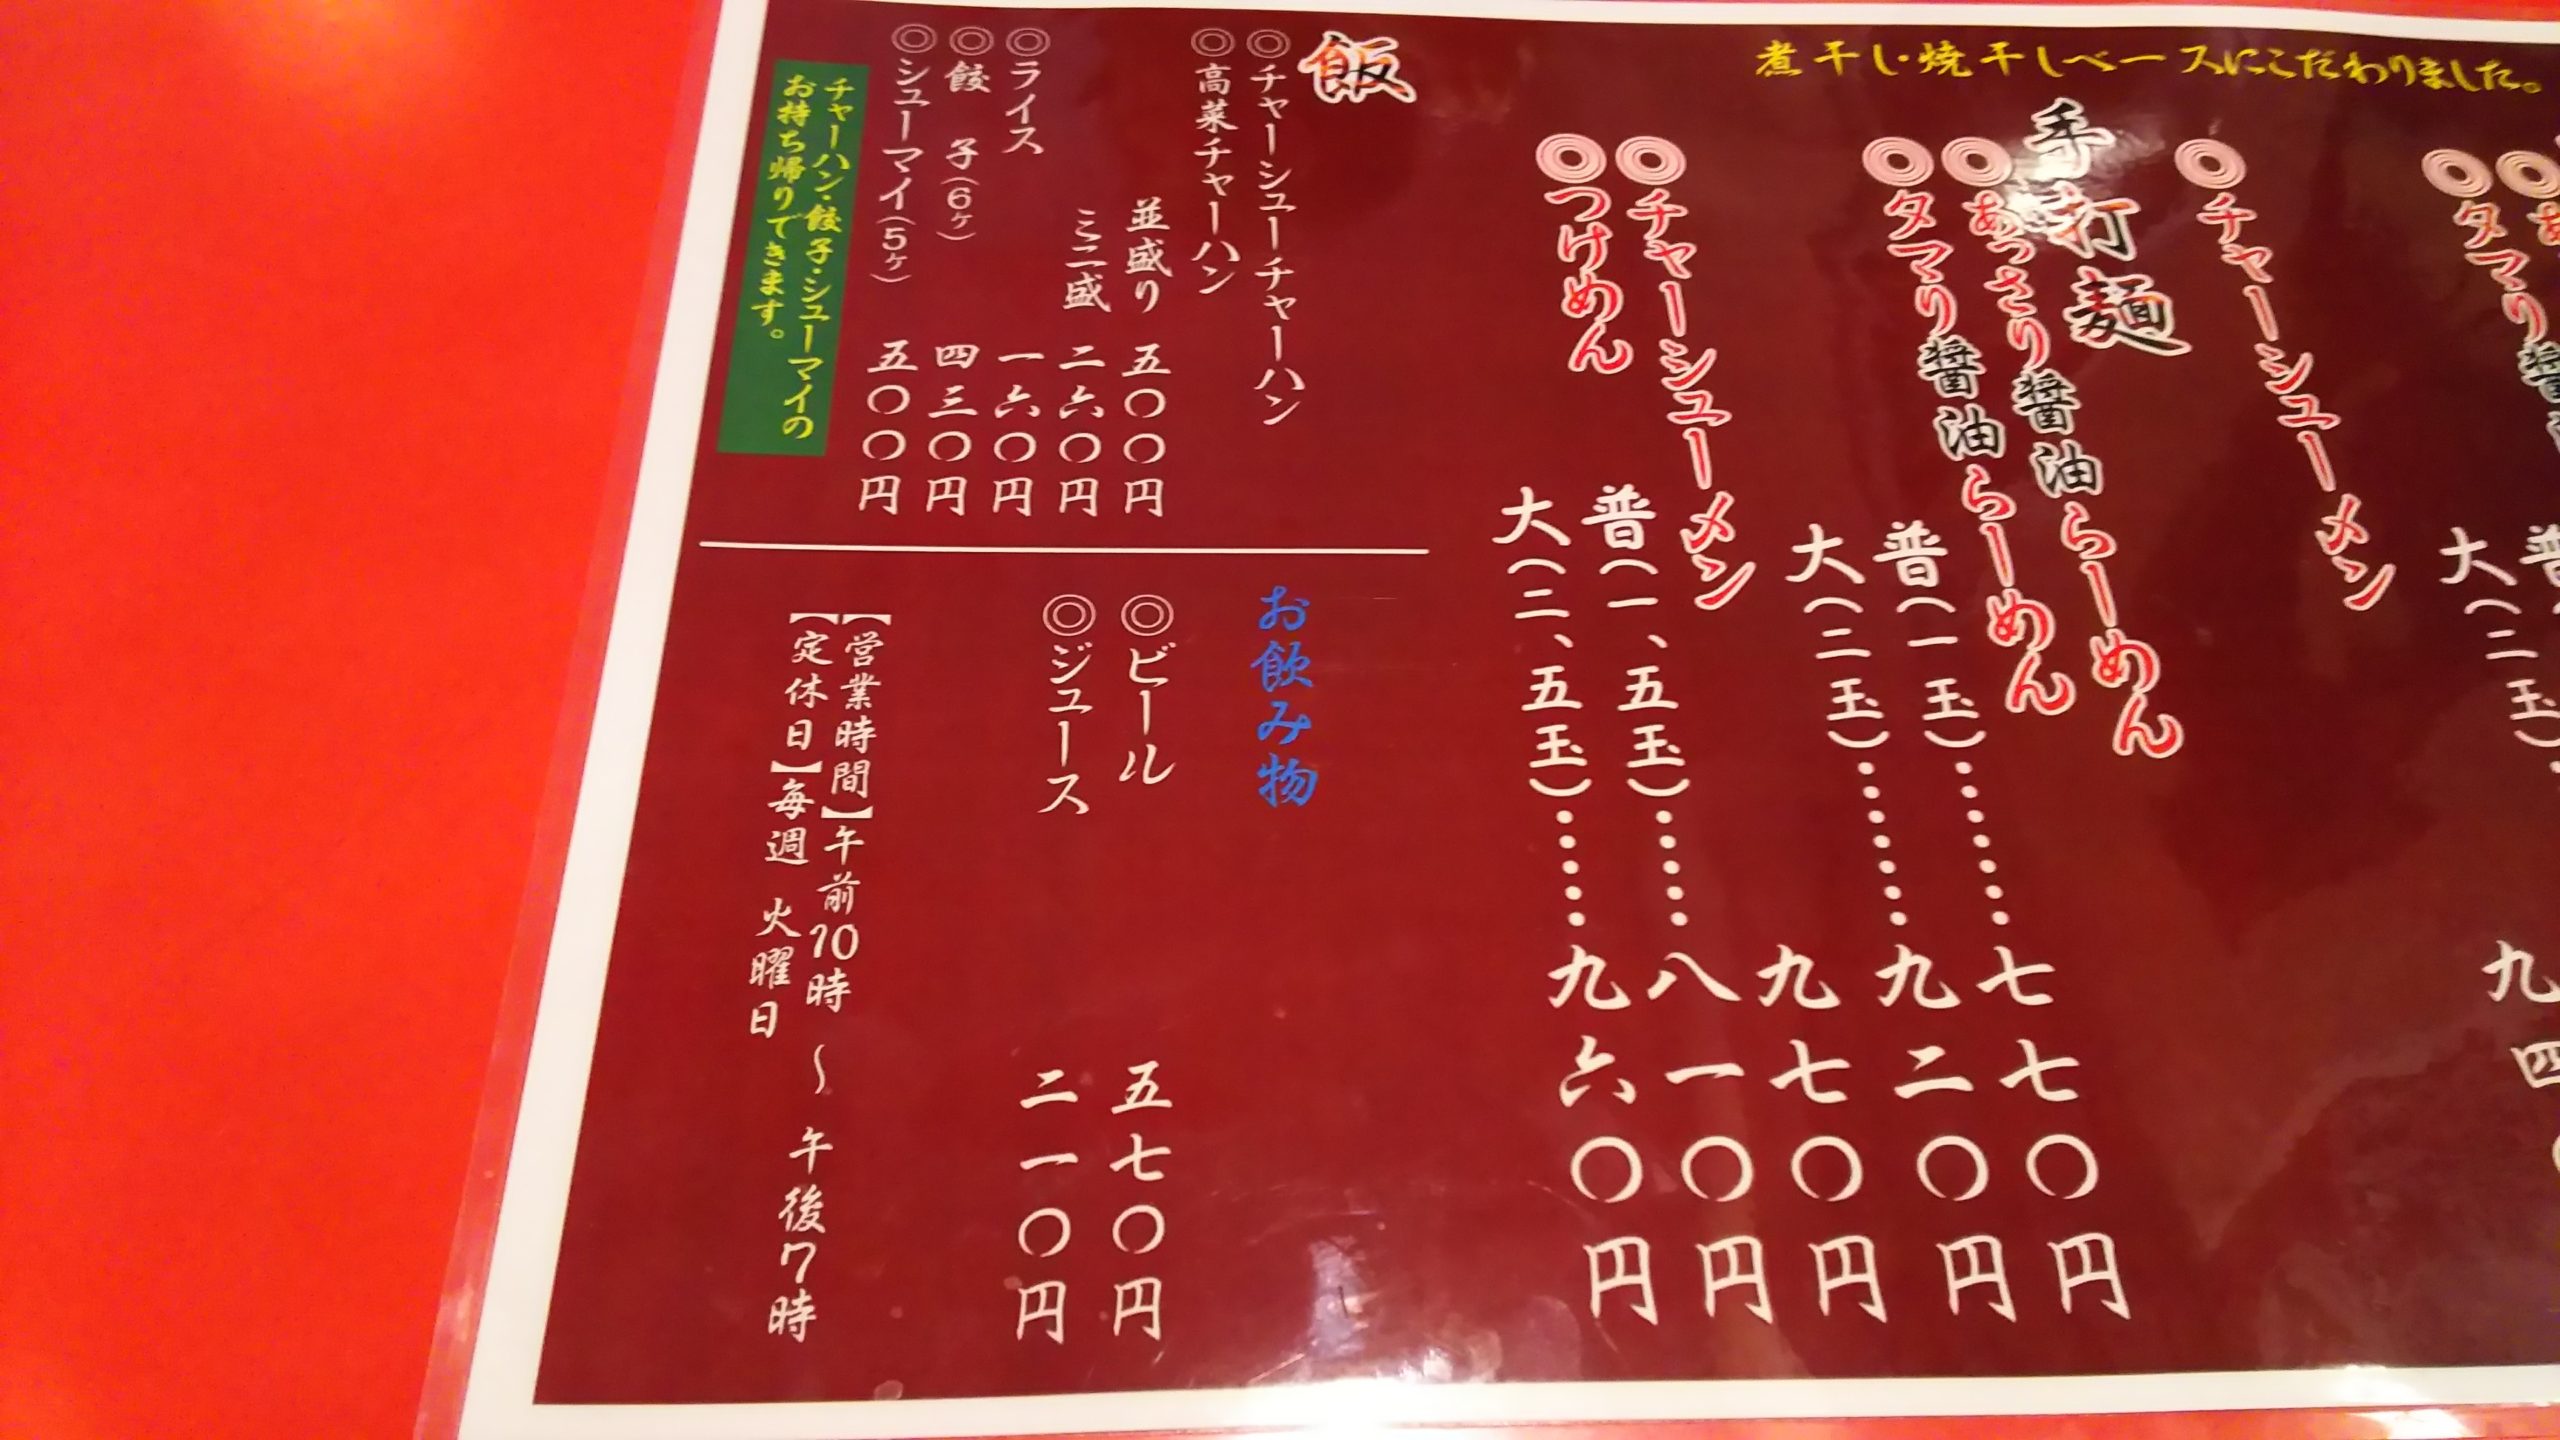 煮干し・焼干しベースにこだわりました。
タマり醤
大(二玉)
九四
チャーシューメン
手打麺
◎あっさり醤油らーめん
◎タマり醤油らーめん
普(一玉)……七七〇円
大(二玉)……九二〇円
◎チャーシューメン
九七〇円
◎つけめん
普(一、五玉)……八一〇円
大(二、五玉)……九六〇円
飯
◎チャーシューチャーハン
◎高菜チャーハン
並盛り 五〇〇円
ミニ盛 二六〇円
◎ライス 一六〇円
◎餃子(6ヶ) 四三〇円
◎シューマイ(5ヶ) 五〇〇円
チャーハン・餃子・シューマイの
お持ち帰りできます。
お飲み物
◎ビール 五七〇円
◎ジュース 二一〇円
【営業時間】午前10時 〜 午後7時
【定休日】毎週 火曜日